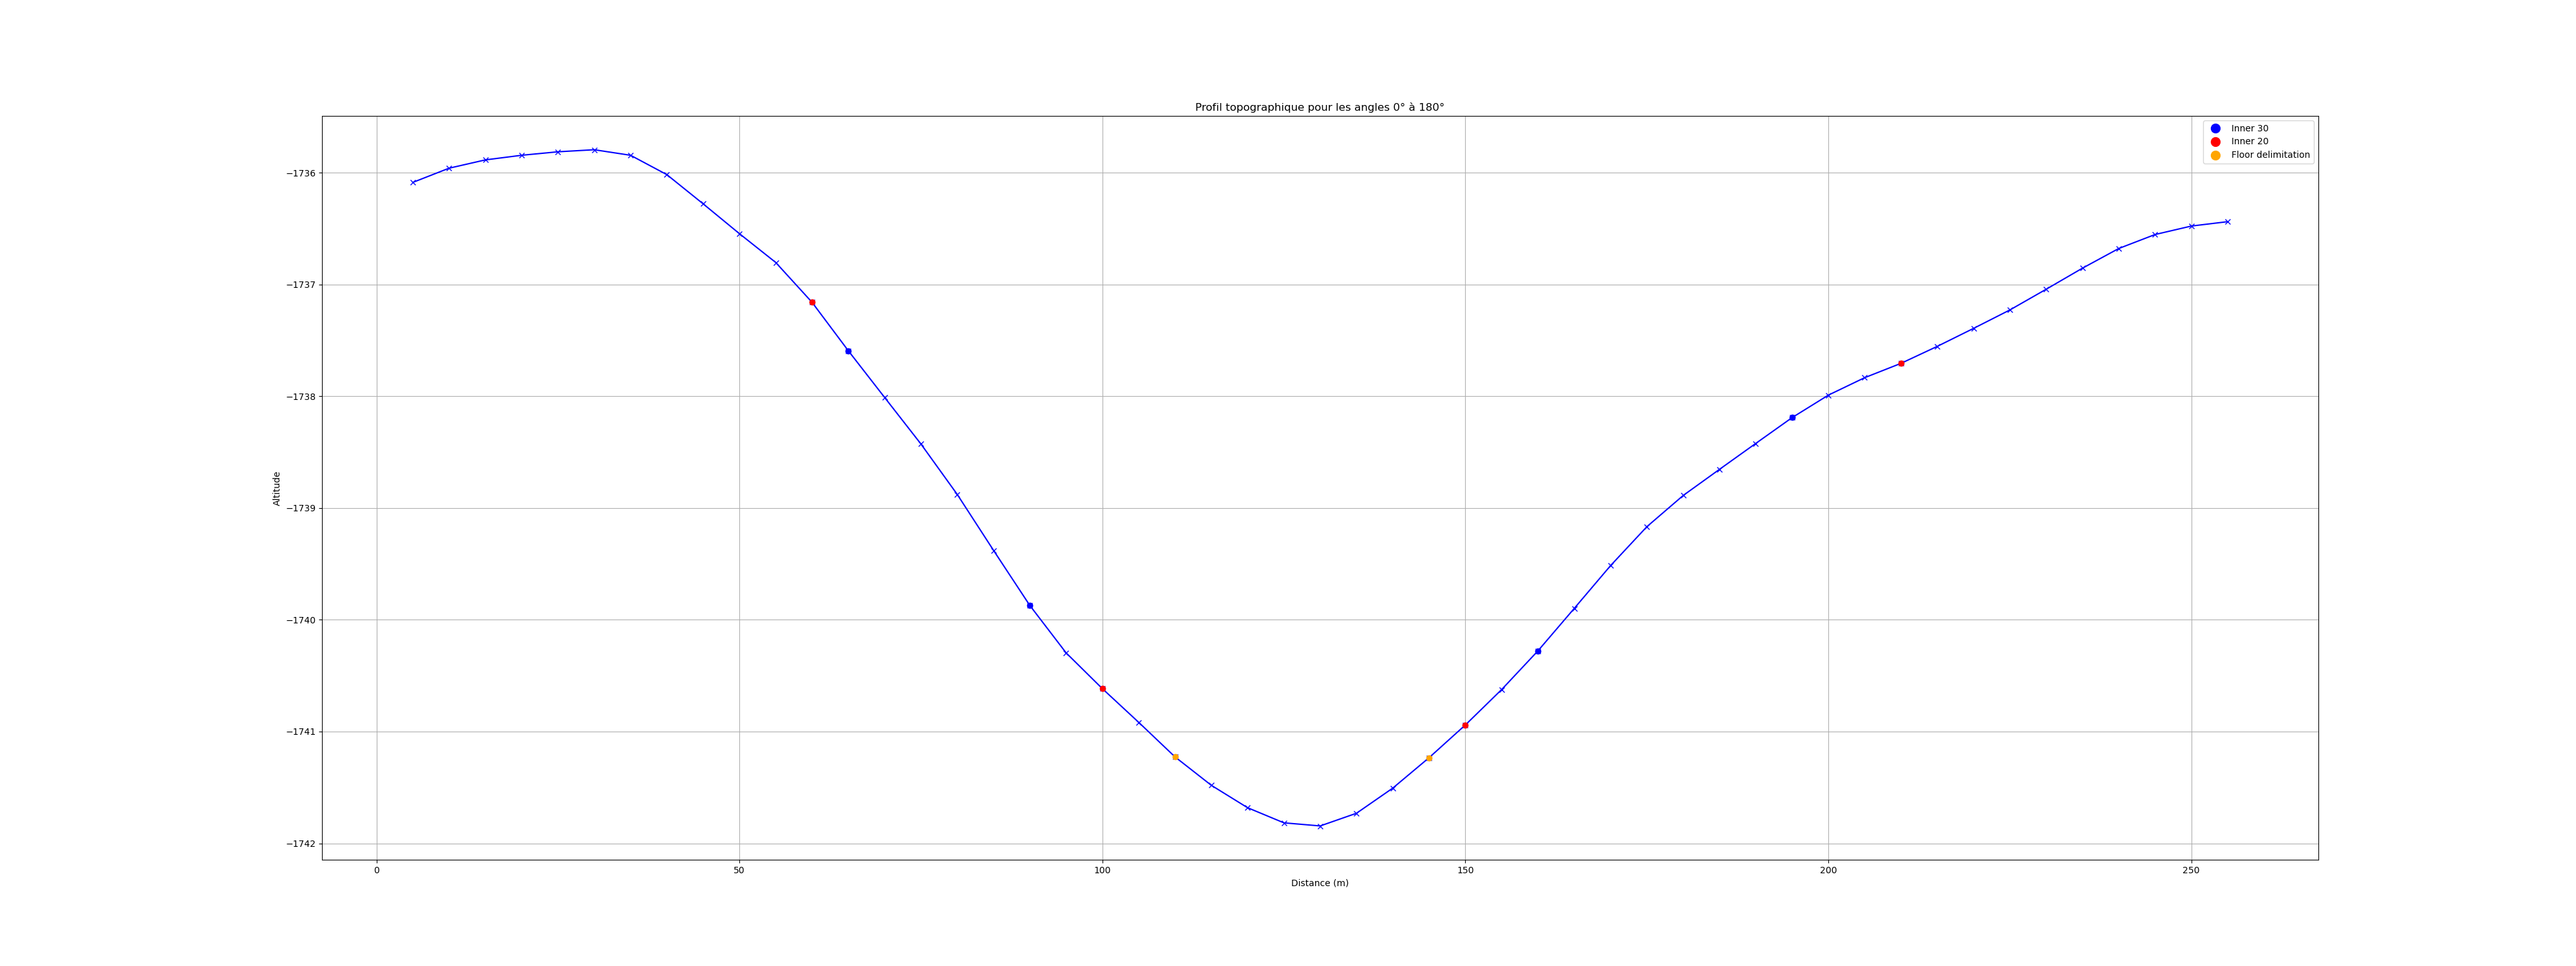 Profil topographique pour les angles 0° à 180°
Inner 30
Inner 20
Floor delimitation
−1736
−1737
−1738
−1739
−1740
−1741
−1742
Altitude
0 50 100 150 200 250
Distance (m)